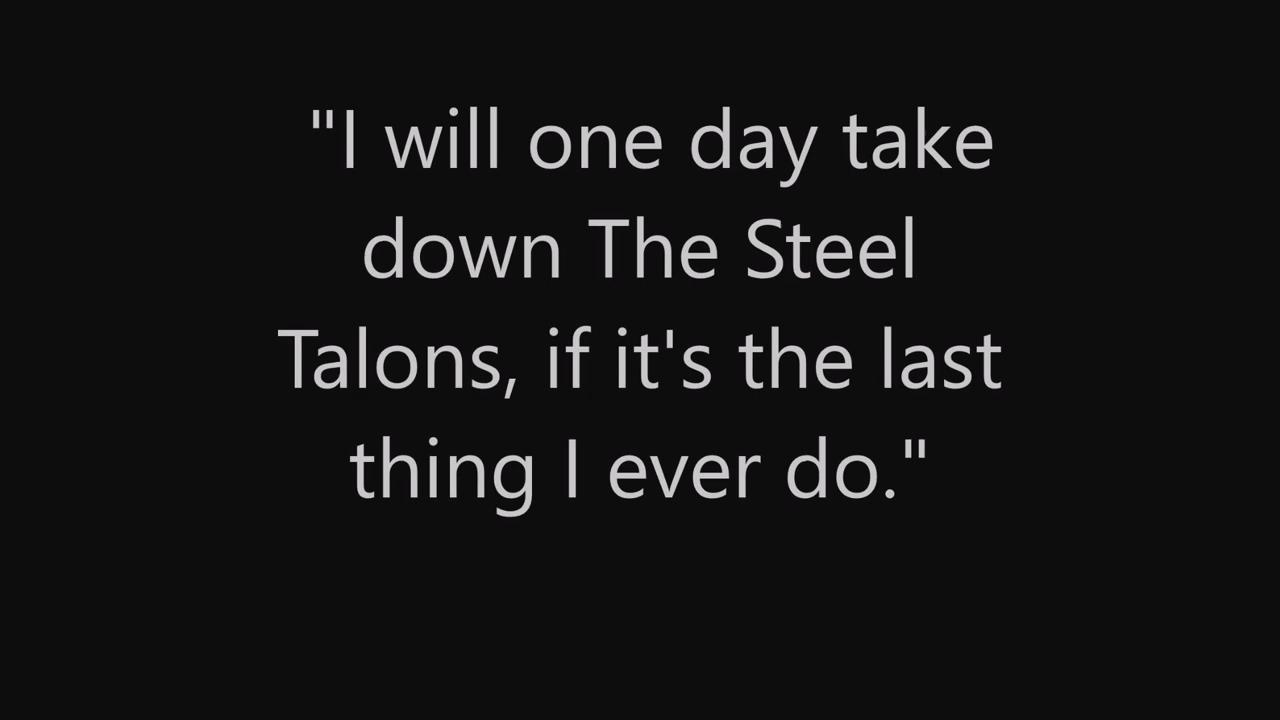 "I will one day take
down The Steel
Talons, if it's the last
thing I ever do."